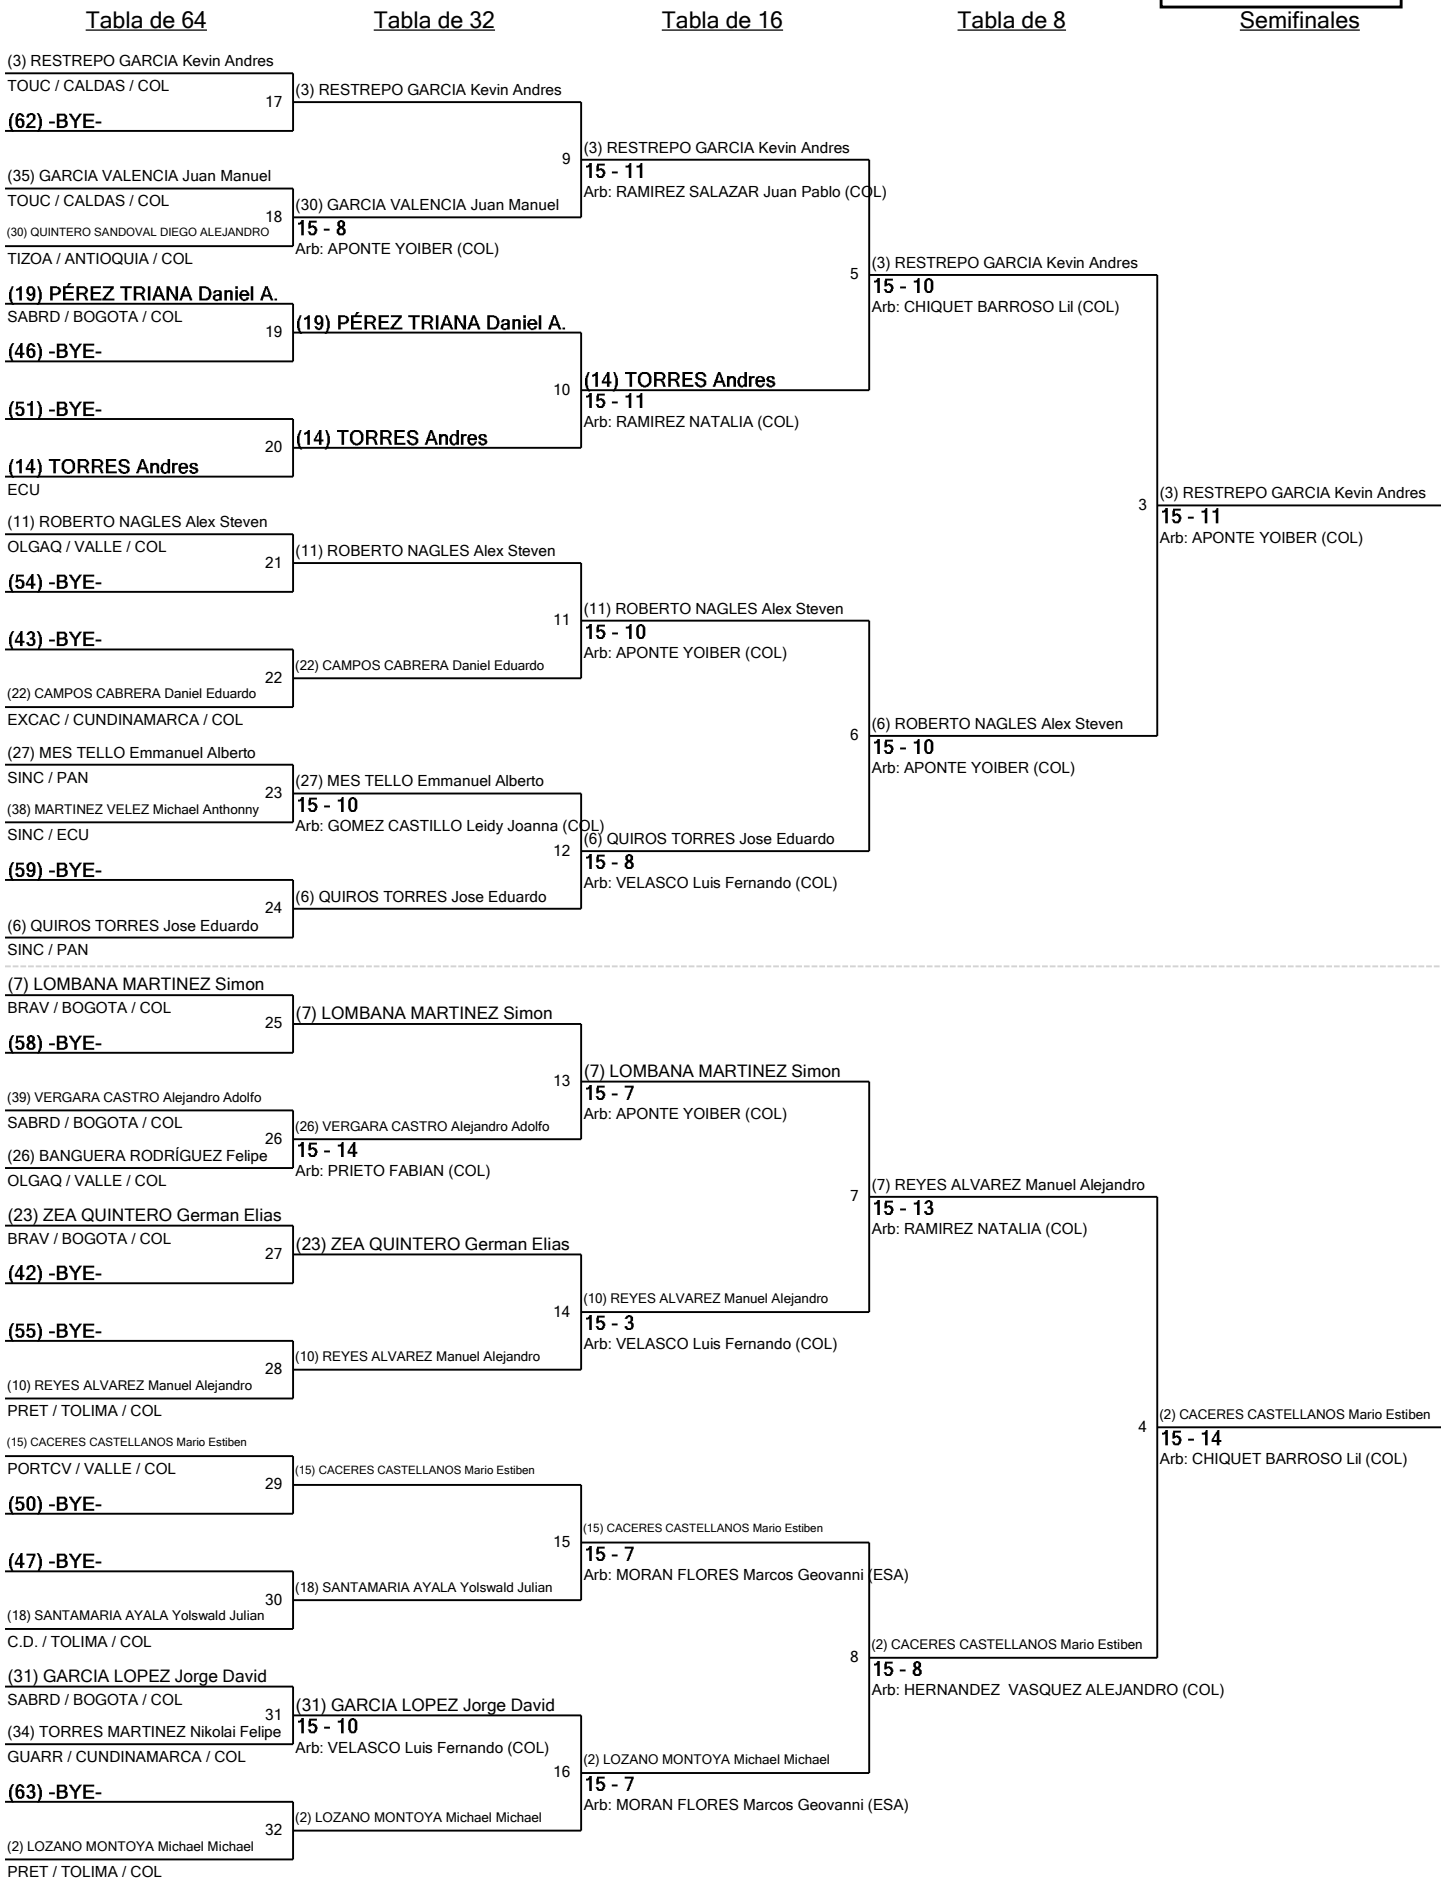 Tabla de 64
Tabla de 32
Tabla de 16
Tabla de 8
Semifinales
(3) RESTREPO GARCIA Kevin Andres
TOUC / CALDAS / COL
17
(62) -BYE-
(35) GARCIA VALENCIA Juan Manuel
TOUC / CALDAS / COL
18
(30) QUINTERO SANDOVAL DIEGO ALEJANDRO
TIZOA / ANTIOQUIA / COL
(19) PÉREZ TRIANA Daniel A.
SABRD / BOGOTA / COL
19
(46) -BYE-
(51) -BYE-
20
(14) TORRES Andres
ECU
(11) ROBERTO NAGLES Alex Steven
OLGAQ / VALLE / COL
21
(54) -BYE-
(43) -BYE-
22
(22) CAMPOS CABRERA Daniel Eduardo
EXCAC / CUNDINAMARCA / COL
(27) MES TELLO Emmanuel Alberto
SINC / PAN
23
(38) MARTINEZ VELEZ Michael Anthonny
SINC / ECU
(59) -BYE-
24
(6) QUIROS TORRES Jose Eduardo
SINC / PAN
(7) LOMBANA MARTINEZ Simon
BRAV / BOGOTA / COL
25
(58) -BYE-
(39) VERGARA CASTRO Alejandro Adolfo
SABRD / BOGOTA / COL
26
(26) BANGUERA RODRÍGUEZ Felipe
OLGAQ / VALLE / COL
(23) ZEA QUINTERO German Elias
BRAV / BOGOTA / COL
27
(42) -BYE-
(55) -BYE-
28
(10) REYES ALVAREZ Manuel Alejandro
PRET / TOLIMA / COL
(15) CACERES CASTELLANOS Mario Estiben
PORTCV / VALLE / COL
29
(50) -BYE-
(47) -BYE-
30
(18) SANTAMARIA AYALA Yolswald Julian
C.D. / TOLIMA / COL
(31) GARCIA LOPEZ Jorge David
SABRD / BOGOTA / COL
31
(34) TORRES MARTINEZ Nikolai Felipe
GUARR / CUNDINAMARCA / COL
(63) -BYE-
32
(2) LOZANO MONTOYA Michael Michael
PRET / TOLIMA / COL
(3) RESTREPO GARCIA Kevin Andres
9
(30) GARCIA VALENCIA Juan Manuel
15 - 8
Arb: APONTE YOIBER (COL)
(19) PÉREZ TRIANA Daniel A.
10
(14) TORRES Andres
(11) ROBERTO NAGLES Alex Steven
11
(22) CAMPOS CABRERA Daniel Eduardo
(27) MES TELLO Emmanuel Alberto
15 - 10
Arb: GOMEZ CASTILLO Leidy Joanna (COL)
12
(6) QUIROS TORRES Jose Eduardo
(7) LOMBANA MARTINEZ Simon
13
(26) VERGARA CASTRO Alejandro Adolfo
15 - 14
Arb: PRIETO FABIAN (COL)
(23) ZEA QUINTERO German Elias
14
(10) REYES ALVAREZ Manuel Alejandro
(15) CACERES CASTELLANOS Mario Estiben
15
(18) SANTAMARIA AYALA Yolswald Julian
(31) GARCIA LOPEZ Jorge David
15 - 10
Arb: VELASCO Luis Fernando (COL)
16
(2) LOZANO MONTOYA Michael Michael
(3) RESTREPO GARCIA Kevin Andres
15 - 11
Arb: RAMIREZ SALAZAR Juan Pablo (COL)
5
(14) TORRES Andres
15 - 11
Arb: RAMIREZ NATALIA (COL)
(11) ROBERTO NAGLES Alex Steven
15 - 10
Arb: APONTE YOIBER (COL)
6
(6) QUIROS TORRES Jose Eduardo
15 - 8
Arb: VELASCO Luis Fernando (COL)
(7) LOMBANA MARTINEZ Simon
15 - 7
Arb: APONTE YOIBER (COL)
7
(10) REYES ALVAREZ Manuel Alejandro
15 - 3
Arb: VELASCO Luis Fernando (COL)
(15) CACERES CASTELLANOS Mario Estiben
15 - 7
Arb: MORAN FLORES Marcos Geovanni (ESA)
8
(2) LOZANO MONTOYA Michael Michael
15 - 7
Arb: MORAN FLORES Marcos Geovanni (ESA)
(3) RESTREPO GARCIA Kevin Andres
15 - 10
Arb: CHIQUET BARROSO Lil (COL)
3
(6) ROBERTO NAGLES Alex Steven
15 - 10
Arb: APONTE YOIBER (COL)
(7) REYES ALVAREZ Manuel Alejandro
15 - 13
Arb: RAMIREZ NATALIA (COL)
4
(2) CACERES CASTELLANOS Mario Estiben
15 - 8
Arb: HERNANDEZ VASQUEZ ALEJANDRO (COL)
(3) RESTREPO GARCIA Kevin Andres
15 - 11
Arb: APONTE YOIBER (COL)
(2) CACERES CASTELLANOS Mario Estiben
15 - 14
Arb: CHIQUET BARROSO Lil (COL)